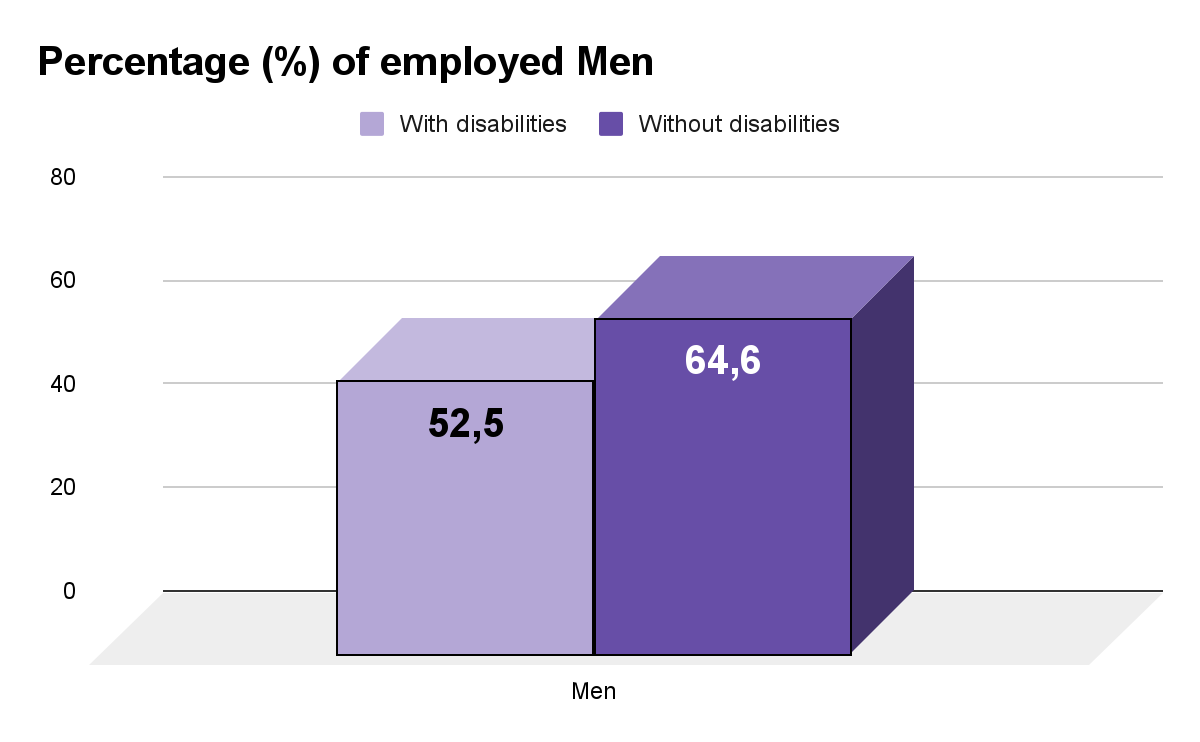 Percentage (%) of employed Men
With disabilities Without disabilities
80
60
64,6
40
52,5
20
0
Men